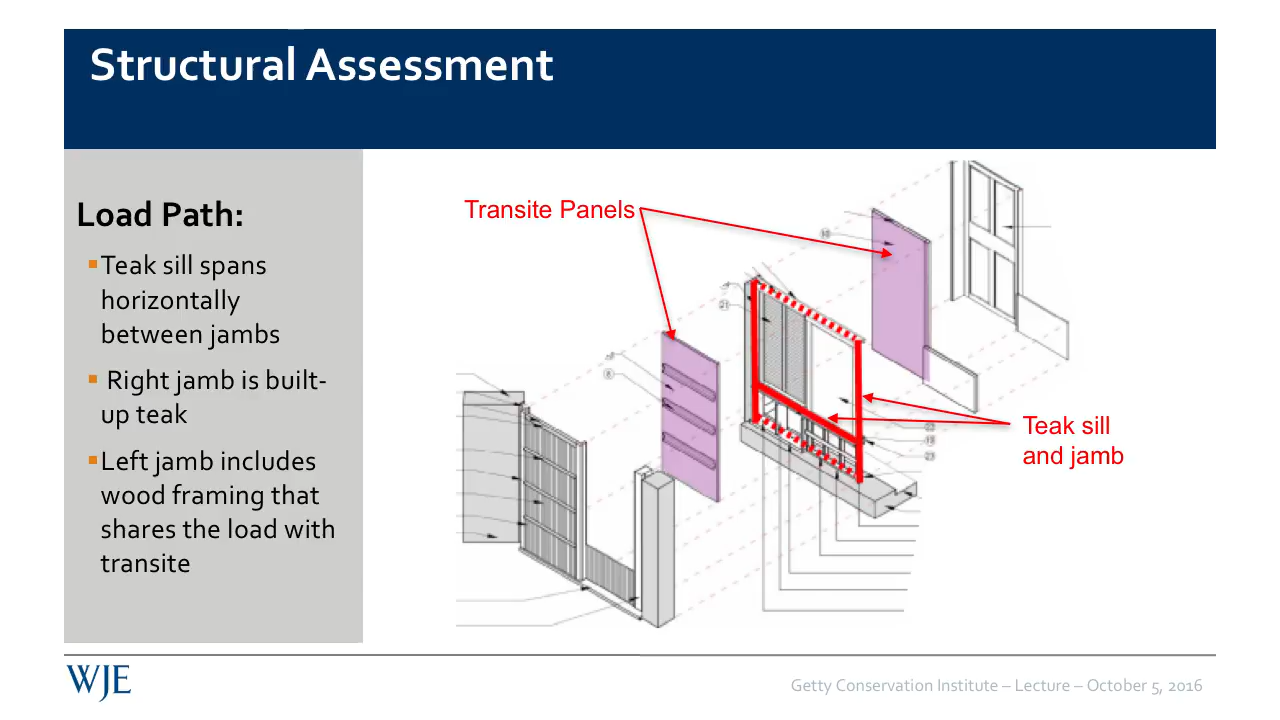 Structural Assessment
Load Path:
▪Teak sill spans
horizontally
between jambs
▪ Right jamb is built-
up teak
▪Left jamb includes
wood framing that
shares the load with
transite
Transite Panels
Teak sill
and jamb
WJE
Getty Conservation Institute – Lecture – October 5, 2016